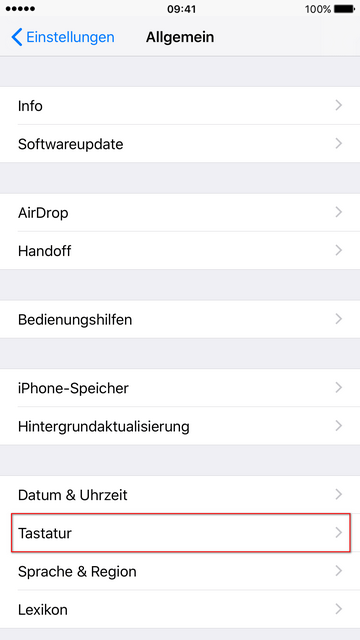 09:41
100%
Einstellungen
Allgemein
Info
Softwareupdate
AirDrop
Handoff
Bedienungshilfen
iPhone-Speicher
Hintergrundaktualisierung
Datum & Uhrzeit
Tastatur
Sprache & Region
Lexikon